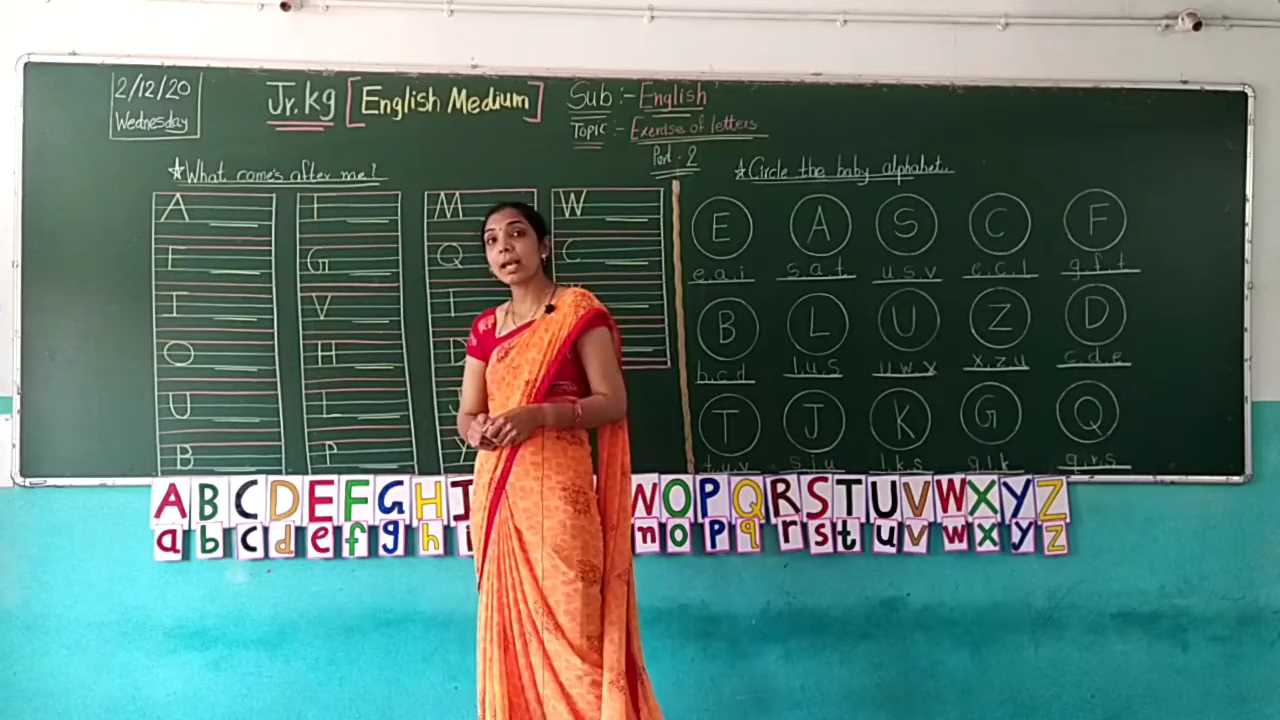 2/12/20
Wednesday
Jr.kg [English Medium]
Sub :- English
Topic :- Exercise of letters
Part - 2
★What come's after me?
A
I
O
U
B
G
V
H
L
P
M
Q
D
W
C
★Circle the baby alphabet..
E A S C F
e.a.i s.a.t u.s.v e.c.l g.f.t
B L U Z D
b.c.d l.u.s u w x x.z.u c.d.e
T J K G Q
t.u.v s.j.u l.k.s g.l.k q.r.s
A B C D E F G H I N O P Q R S T U V W X Y Z
a b c d e f g h i n o p q r s t u v w x y z